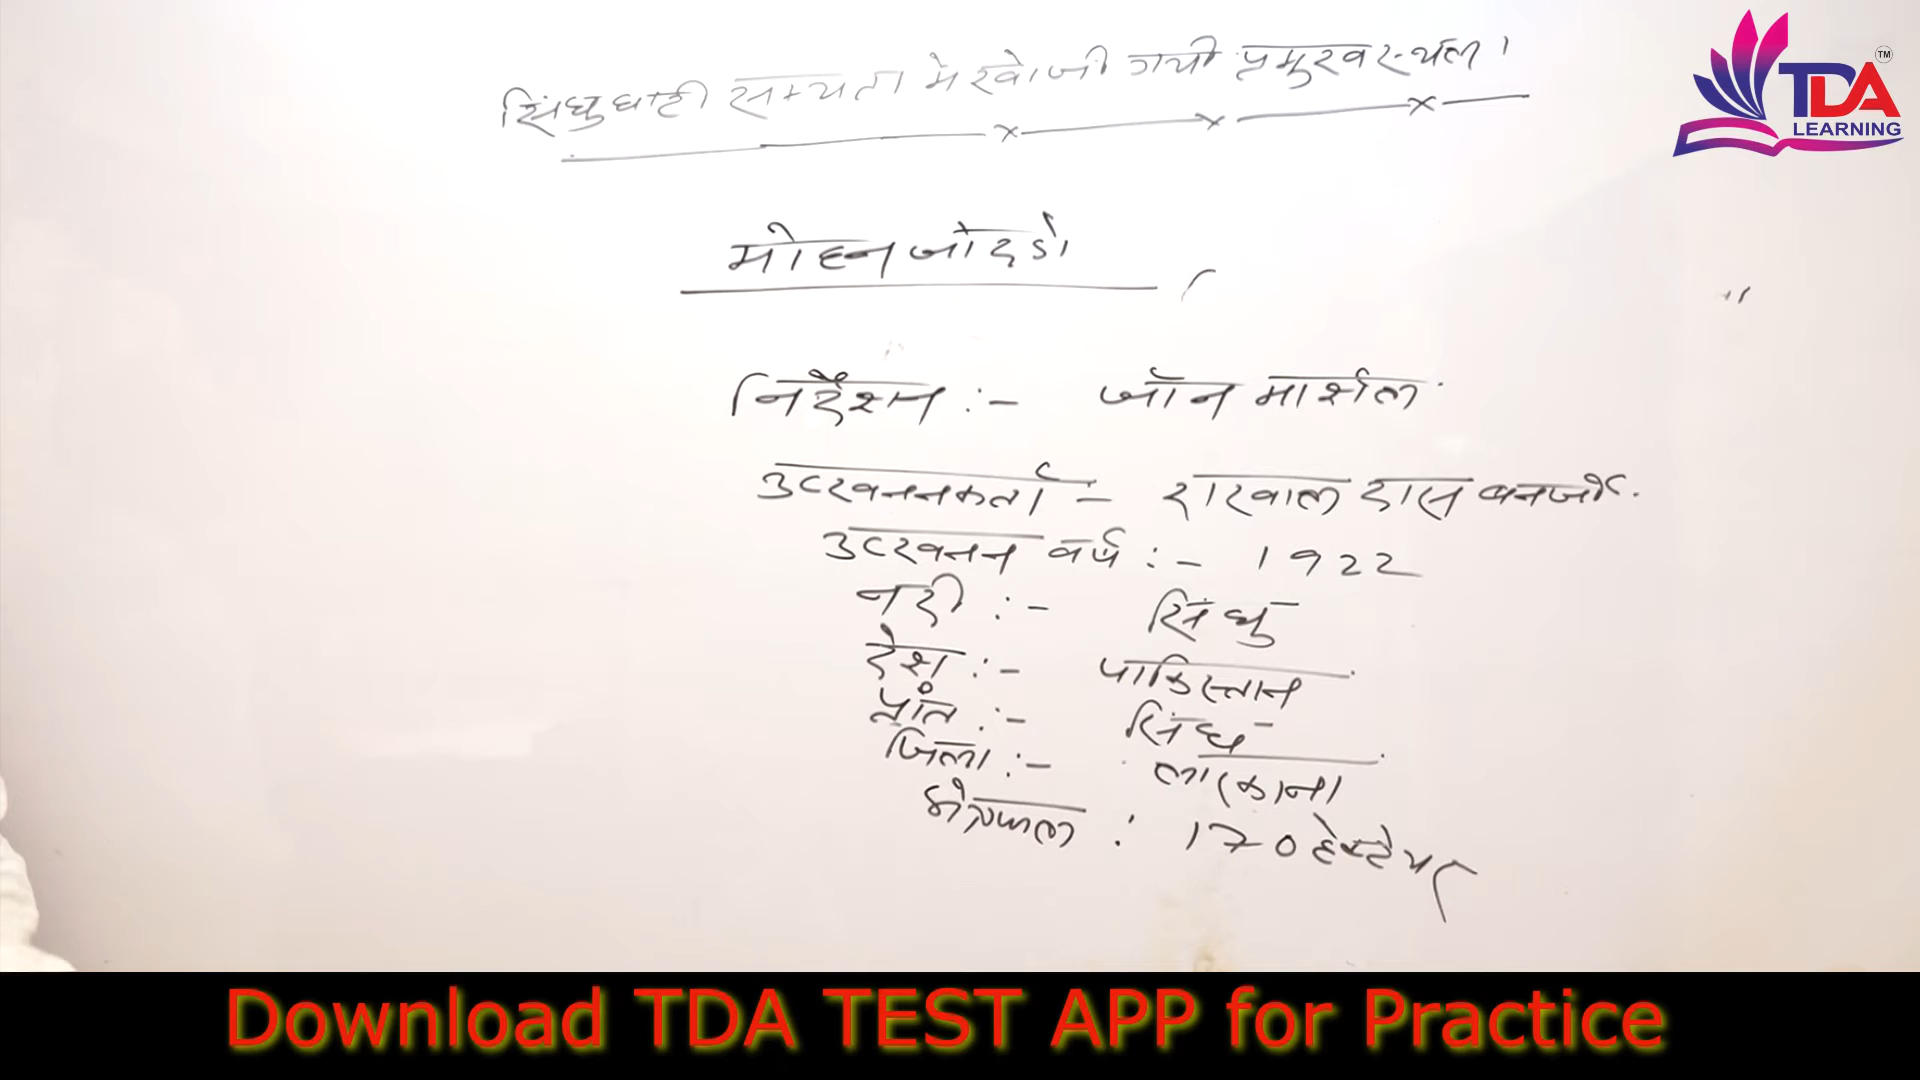 सिंधु घाटी सभ्यता मे खोजी गयी प्रमुख स्थल।
TDA
TM
LEARNING
मोहनजोदडो
निर्देशन :- जॉन मार्शल
उत्खननकर्ता - राखाल दास बनर्जी
उत्खनन वर्ष :- 1922
नदी :- सिंधु
देश :- पाकिस्तान
प्रांत :- सिंध
जिला :- लरकाना
क्षेत्रफल : 170 हेक्टेयर
Download TDA TEST APP for Practice